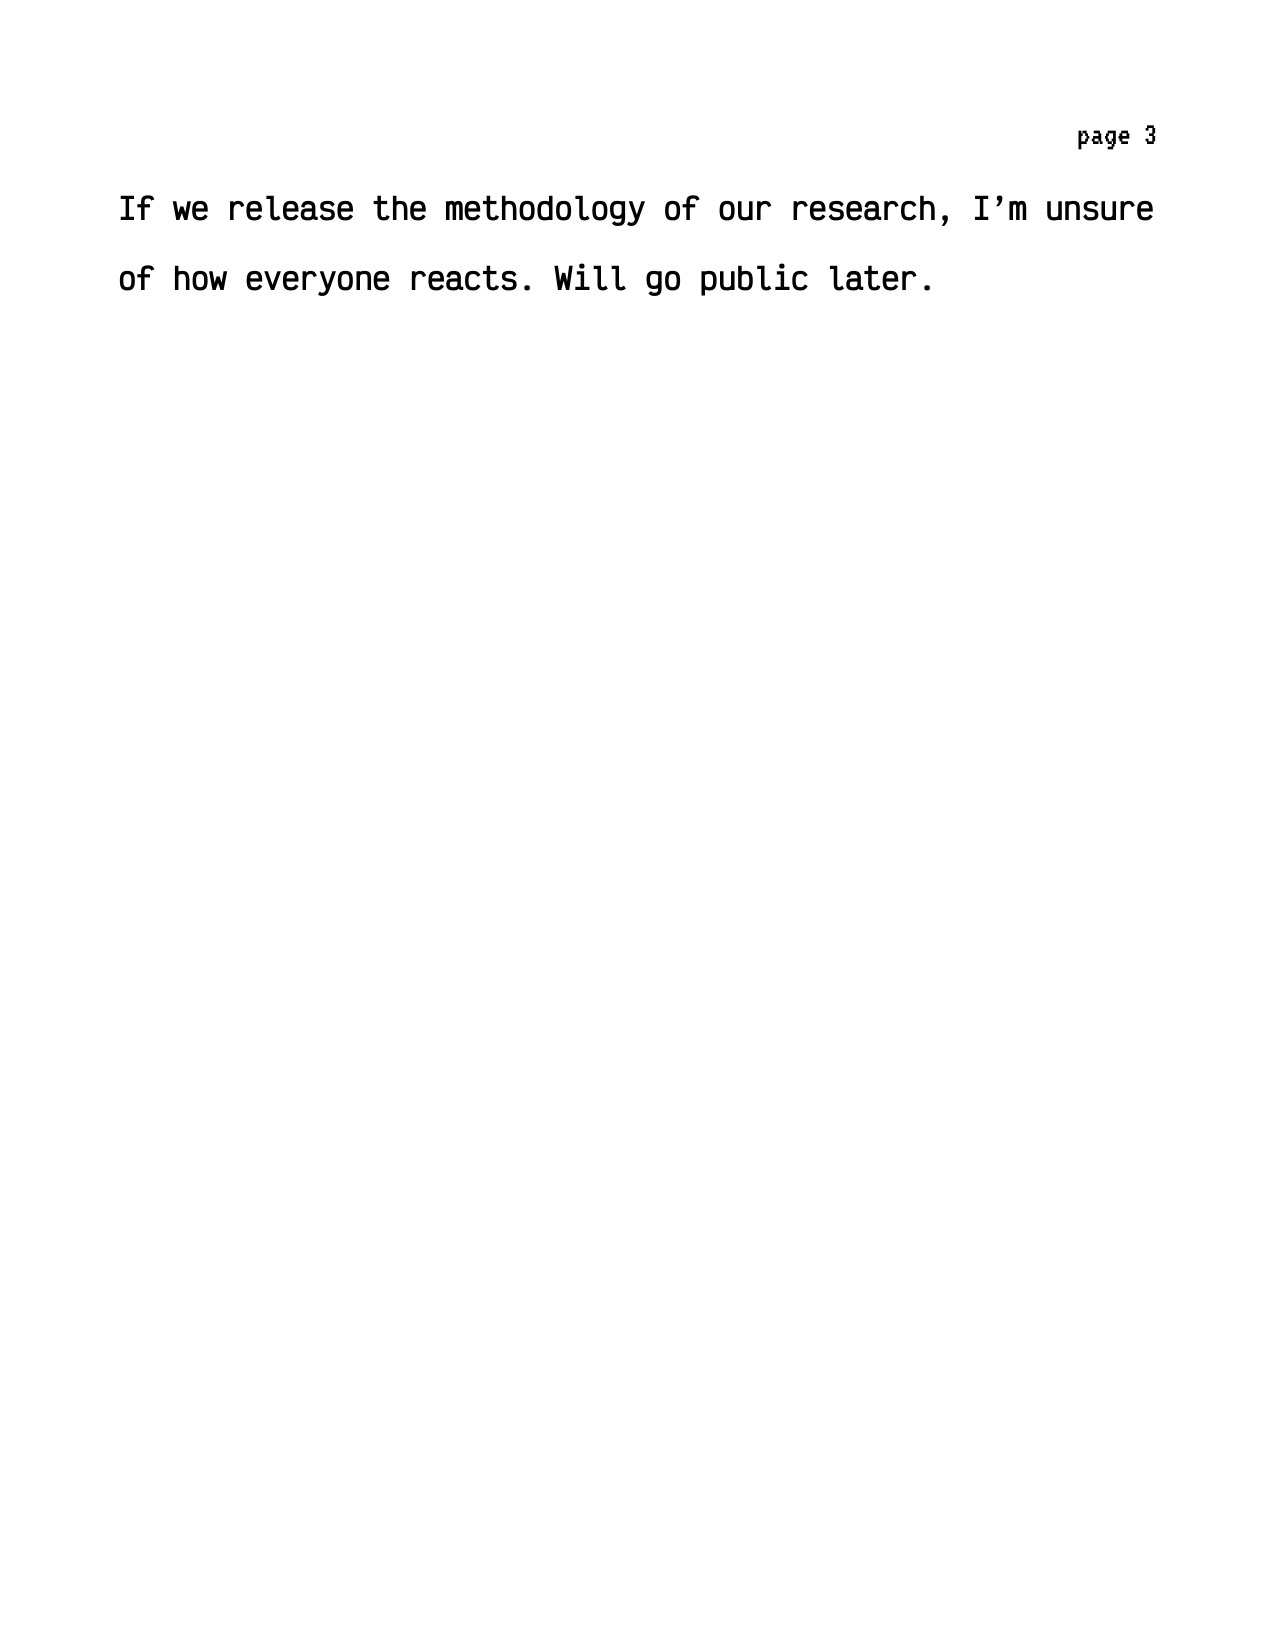 page 3
If we release the methodology of our research, I’m unsure
of how everyone reacts. Will go public later.